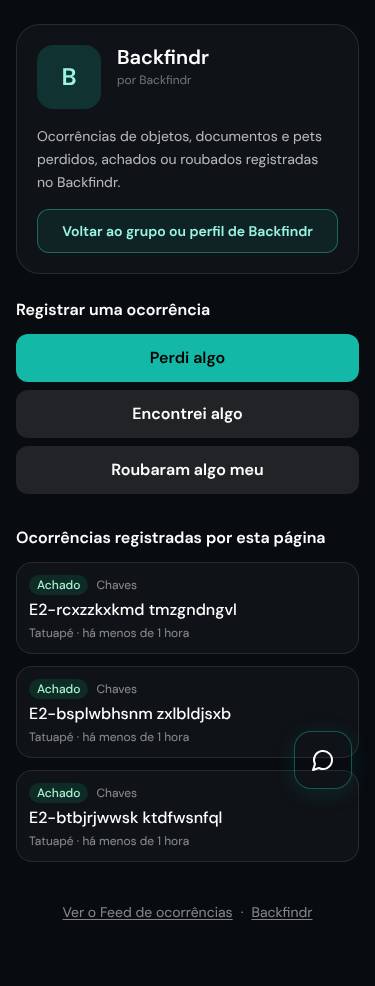 B
Backfindr
por Backfindr
Ocorrências de objetos, documentos e pets
perdidos, achados ou roubados registradas
no Backfindr.
Voltar ao grupo ou perfil de Backfindr
Registrar uma ocorrência
Perdi algo
Encontrei algo
Roubaram algo meu
Ocorrências registradas por esta página
Achado Chaves
E2-rcxzzkxkmd tmzgndngvl
Tatuapé · há menos de 1 hora
Achado Chaves
E2-bsplwbhsnm zxlbldjsxb
Tatuapé · há menos de 1 hora
Achado Chaves
E2-btbjrjwwsk ktdfwsnfql
Tatuapé · há menos de 1 hora
Ver o Feed de ocorrências · Backfindr